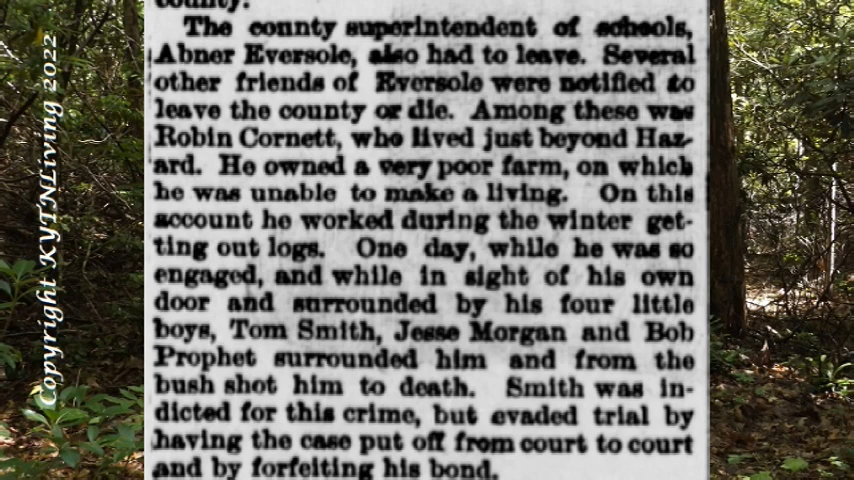 county.
The county superintendent of schools,
Abner Eversole, also had to leave. Several
other friends of Eversole were notified to
leave the county or die. Among these was
Robin Cornett, who lived just beyond Haz-
ard. He owned a very poor farm, on which
he was unable to make a living. On this
account he worked during the winter get-
ting out logs. One day, while he was so
engaged, and while in sight of his own
door and surrounded by his four little
boys, Tom Smith, Jesse Morgan and Bob
Prophet surrounded him and from the
bush shot him to death. Smith was in-
dicted for this crime, but evaded trial by
having the case put off from court to court
and by forfeiting his bond.
Copyright KYTNLiving 2022